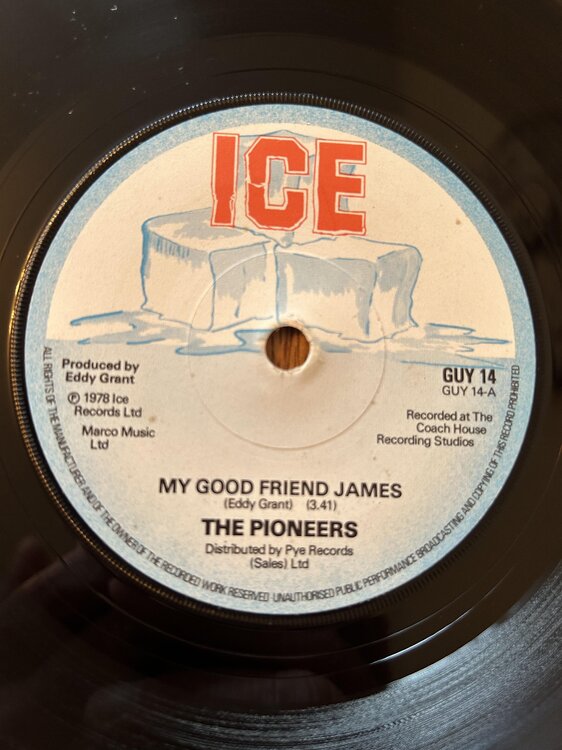 ICE
Produced by
Eddy Grant
℗ 1978 Ice
Records Ltd
Marco Music
Ltd
GUY 14
GUY 14-A
Recorded at The
Coach House
Recording Studios
MY GOOD FRIEND JAMES
(Eddy Grant) (3.41)
THE PIONEERS
Distributed by Pye Records
(Sales) Ltd
ALL RIGHTS OF THE MANUFACTURER AND OF THE OWNER OF THE RECORDED WORK RESERVED UNAUTHORISED PUBLIC PERFORMANCE BROADCASTING AND COPYING OF THIS RECORD PROHIBITED